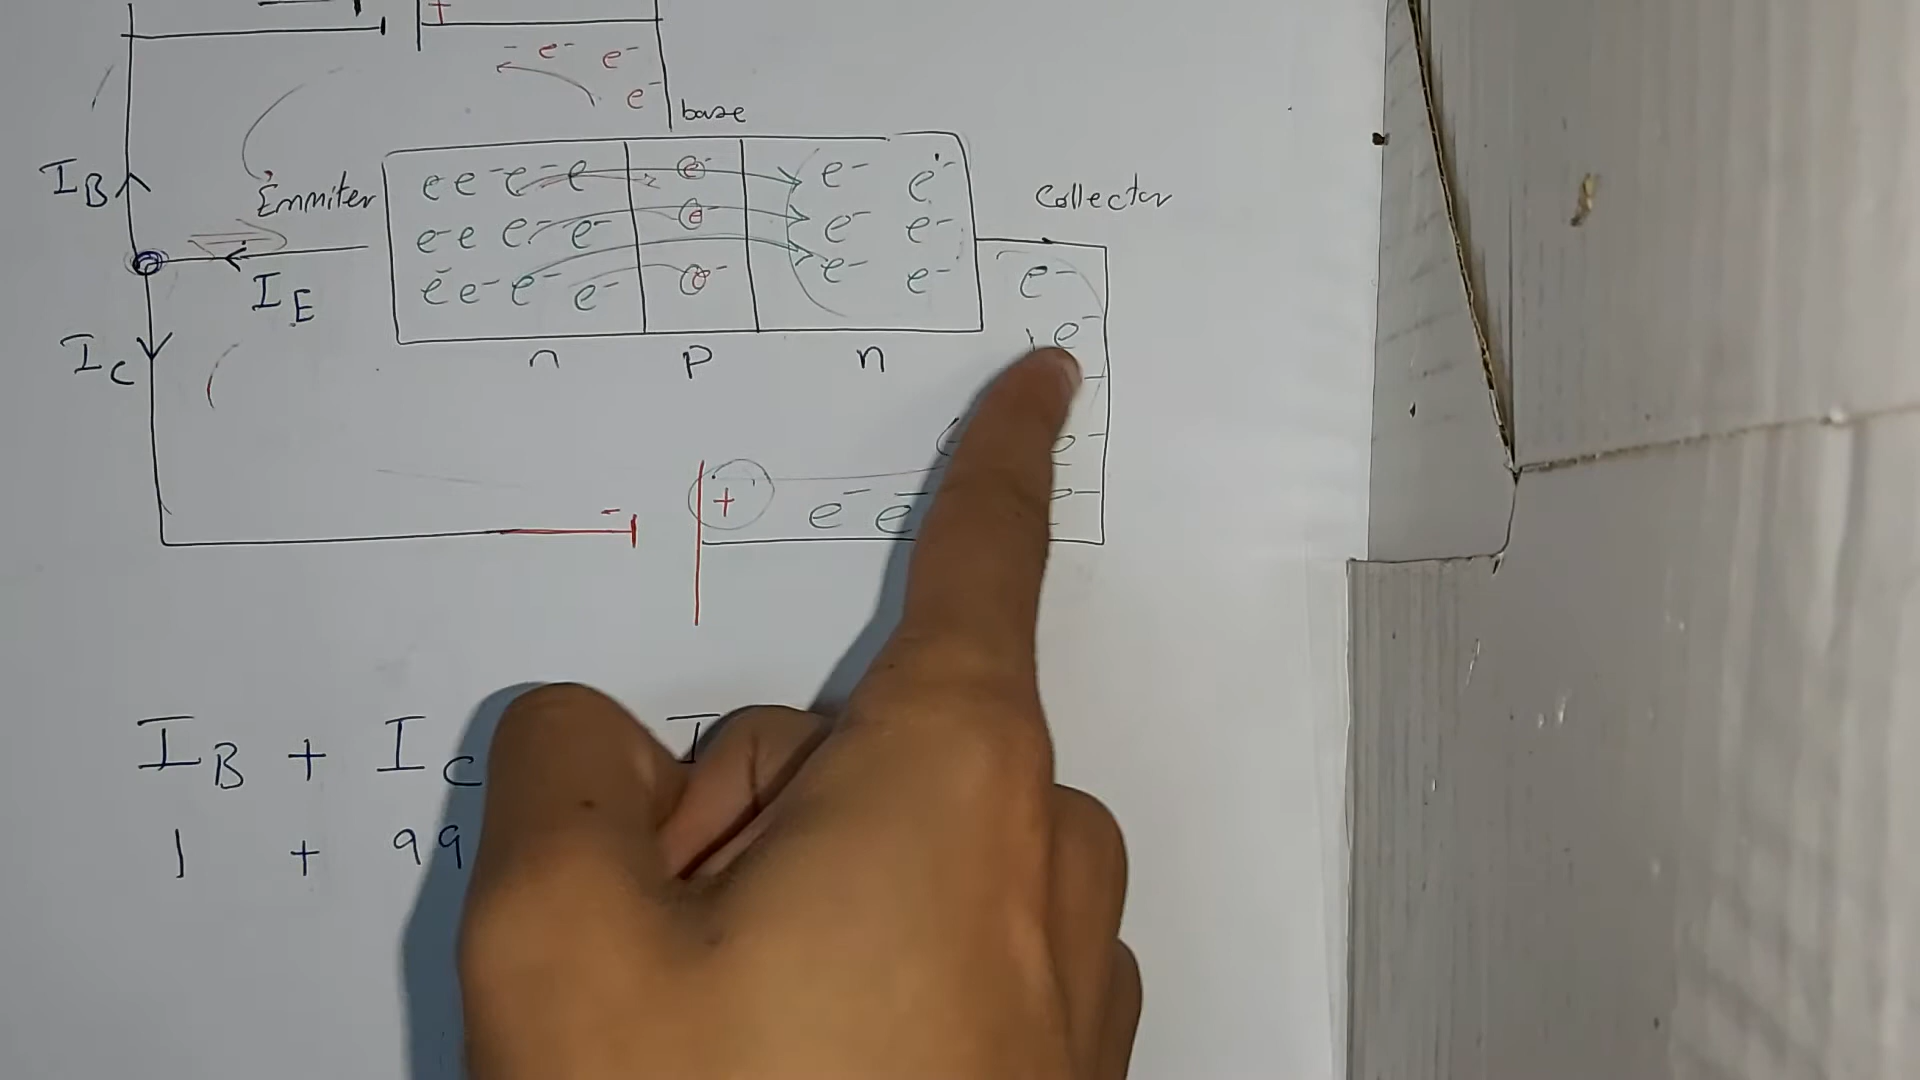 +
- e- e-
e-
base
IB
Emmiter
e e- e- e e- e- e-
Collector
e- e e- e- e- e- e-
e e- e- e- e- e- e-
IE
e-
e-
IC
n p n
-
+ e- e-
IB + IC
1 + 99